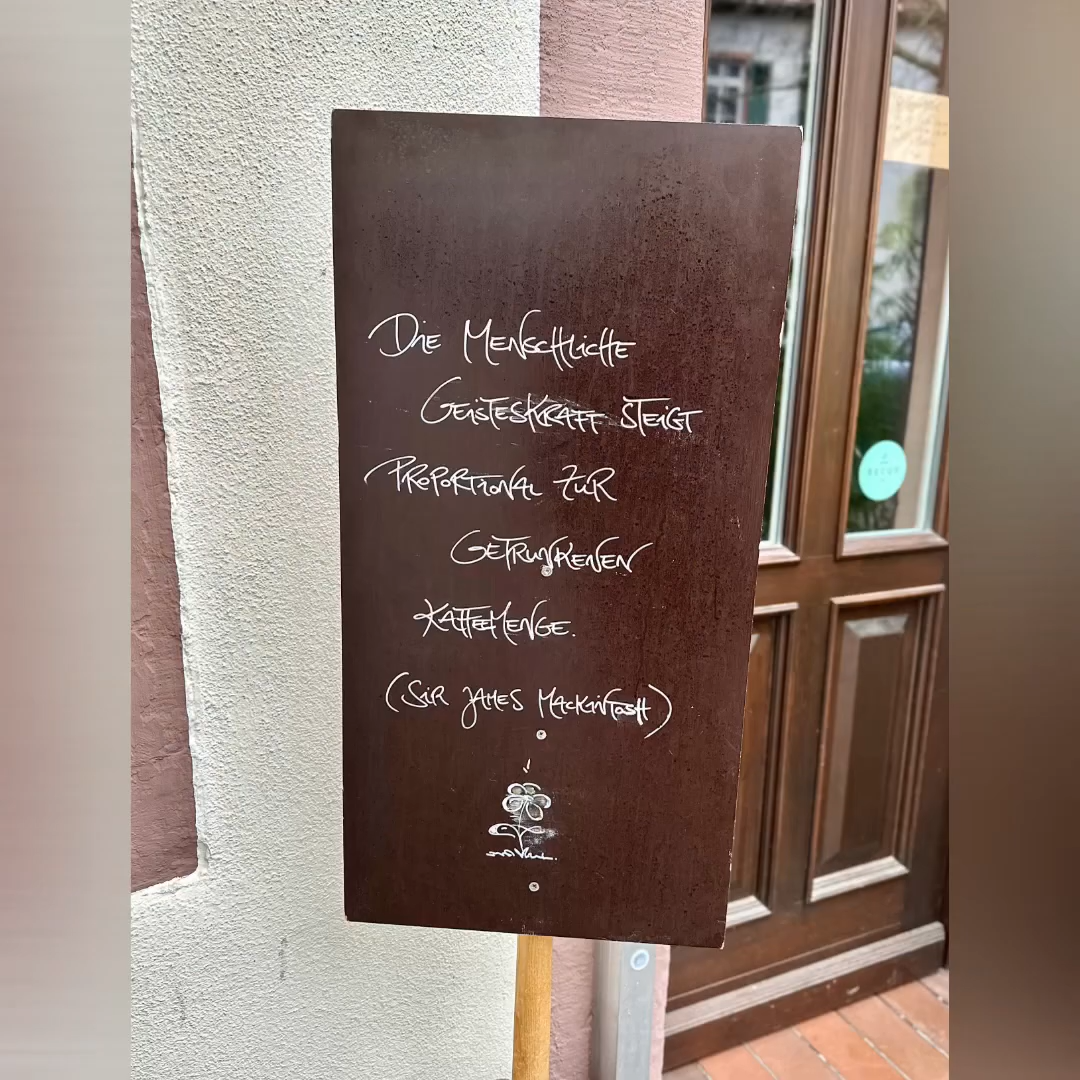 Die Menschliche
Geisteskraft steigt
proportional zur
getrunkenen
Kaffeemenge.
(Sir James Mackintosh)